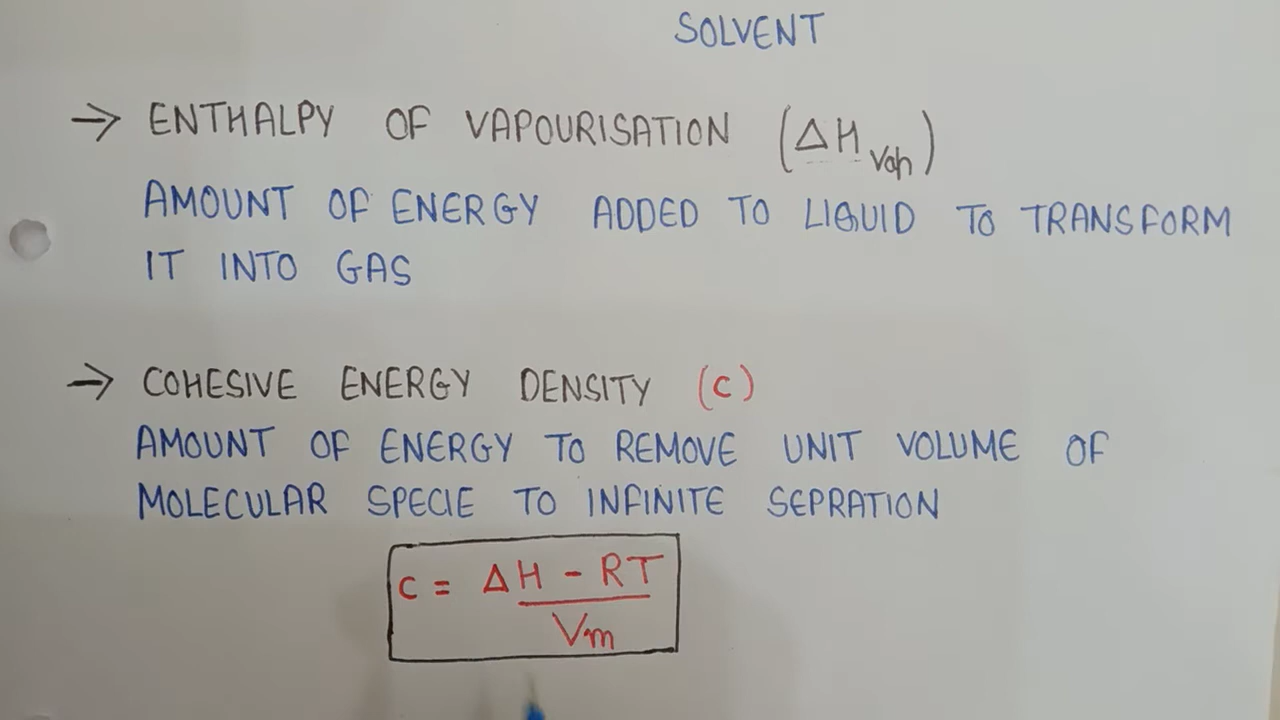 SOLVENT
→ ENTHALPY OF VAPOURISATION (ΔH vap)
AMOUNT OF ENERGY ADDED TO LIQUID TO TRANSFORM
IT INTO GAS
→ COHESIVE ENERGY DENSITY (C)
AMOUNT OF ENERGY TO REMOVE UNIT VOLUME OF
MOLECULAR SPECIE TO INFINITE SEPRATION
C = ΔH - RT
Vm